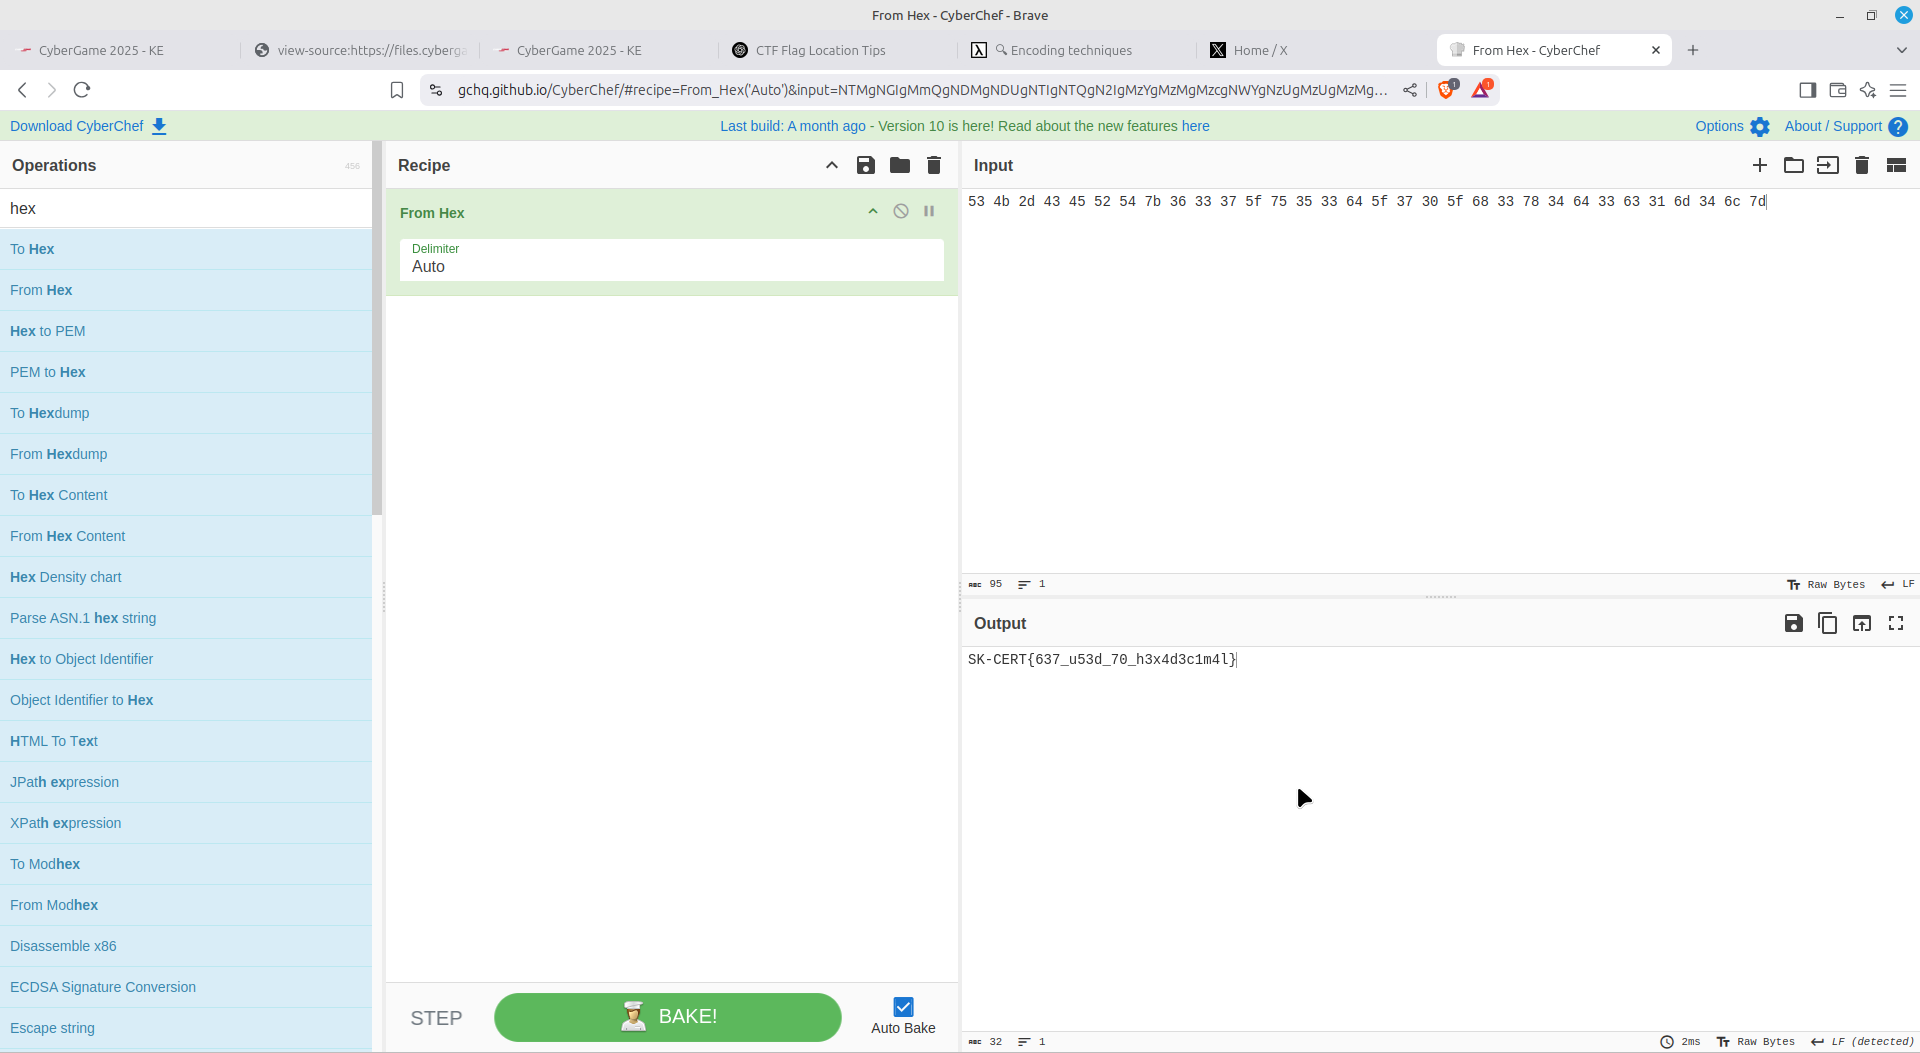 From Hex - CyberChef - Brave
CyberGame 2025 - KE
view-source:https://files.cyberga
CyberGame 2025 - KE
CTF Flag Location Tips
Encoding techniques
Home / X
From Hex - CyberChef
gchq.github.io/CyberChef/#recipe=From_Hex('Auto')&input=NTMgNGIgMmQgNDMgNDUgNTIgNTQgN2IgMzYgMzMgMzcgNWYgNzUgMzUgMzMg...
1
1
Download CyberChef
Last build: A month ago - Version 10 is here! Read about the new features here
Options
About / Support
Operations
456
hex
To Hex
From Hex
Hex to PEM
PEM to Hex
To Hexdump
From Hexdump
To Hex Content
From Hex Content
Hex Density chart
Parse ASN.1 hex string
Hex to Object Identifier
Object Identifier to Hex
HTML To Text
JPath expression
XPath expression
To Modhex
From Modhex
Disassemble x86
ECDSA Signature Conversion
Escape string
Recipe
From Hex
Delimiter
Auto
STEP
BAKE!
Auto Bake
Input
53 4b 2d 43 45 52 54 7b 36 33 37 5f 75 35 33 64 5f 37 30 5f 68 33 78 34 64 33 63 31 6d 34 6c 7d
ABC 95 1
Tт Raw Bytes LF
Output
SK-CERT{637_u53d_70_h3x4d3c1m4l}
ABC 32 1
2ms Tт Raw Bytes LF (detected)